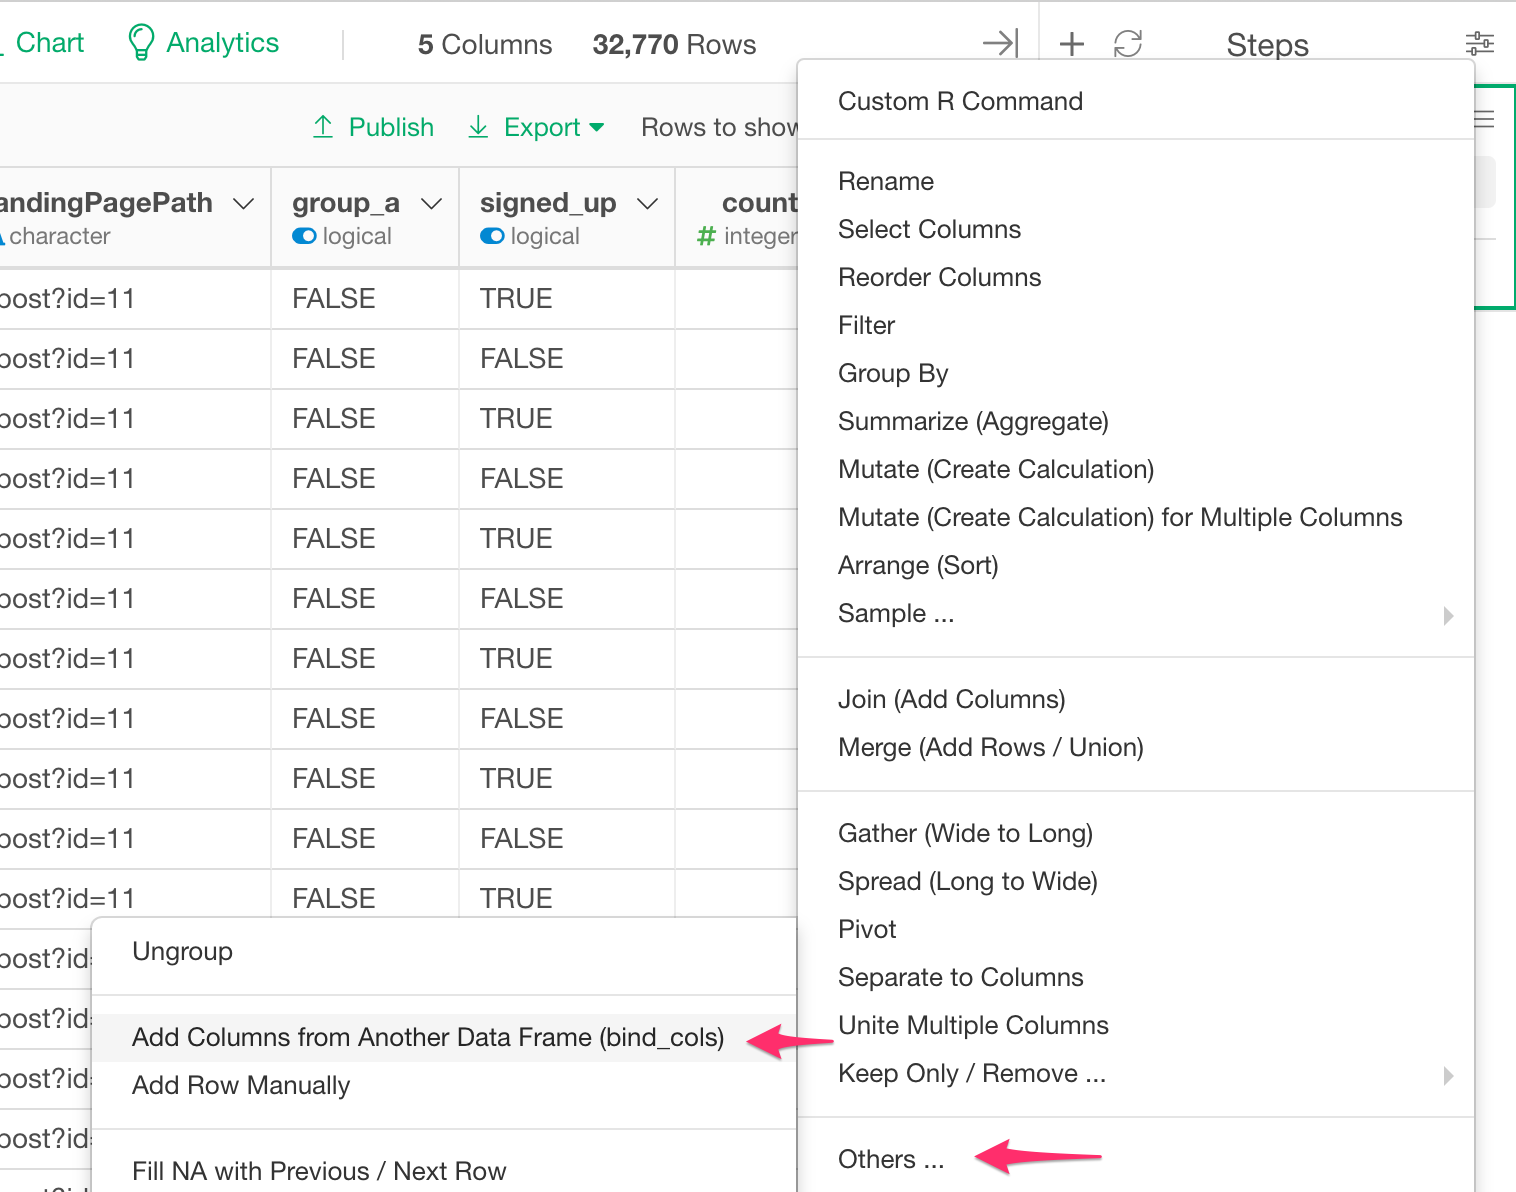 Chart Analytics 5 Columns 32,770 Rows Steps
Publish Export Rows to show
andingPagePath group_a signed_up count
character logical logical # integer
post?id=11 FALSE TRUE
post?id=11 FALSE FALSE
post?id=11 FALSE TRUE
post?id=11 FALSE FALSE
post?id=11 FALSE TRUE
post?id=11 FALSE FALSE
post?id=11 FALSE TRUE
post?id=11 FALSE FALSE
post?id=11 FALSE TRUE
post?id=11 FALSE FALSE
post?id=11 FALSE TRUE
post?id
post?id
post?id
post?id
Custom R Command
Rename
Select Columns
Reorder Columns
Filter
Group By
Summarize (Aggregate)
Mutate (Create Calculation)
Mutate (Create Calculation) for Multiple Columns
Arrange (Sort)
Sample ...
Join (Add Columns)
Merge (Add Rows / Union)
Gather (Wide to Long)
Spread (Long to Wide)
Pivot
Separate to Columns
Unite Multiple Columns
Keep Only / Remove ...
Others ...
Ungroup
Add Columns from Another Data Frame (bind_cols)
Add Row Manually
Fill NA with Previous / Next Row